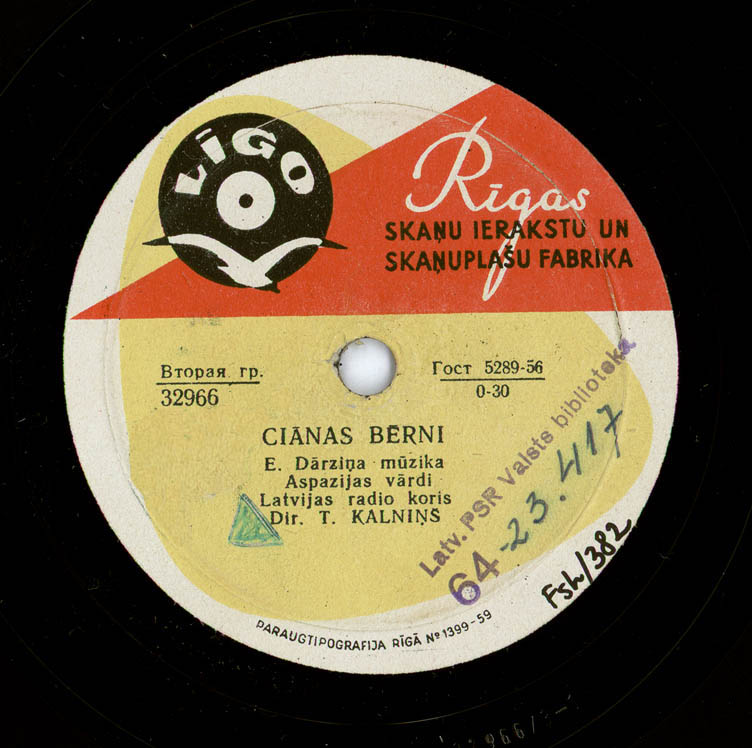 LĪGO
Rīgas
SKAŅU IERAKSTU UN
SKAŅUPLAŠU FABRIKA
Вторая гр.
32966
Гост 5289-56
0-30
CIĀNAS BĒRNI
E. Dārziņa mūzika
Aspazijas vārdi
Latvijas radio koris
Dir. T. KALNIŅŠ
Latv. PSR Valsts biblioteka
64-23.417
Fsh/382
PARAUGTIPOGRAFIJA RĪGĀ Nº 1399-59